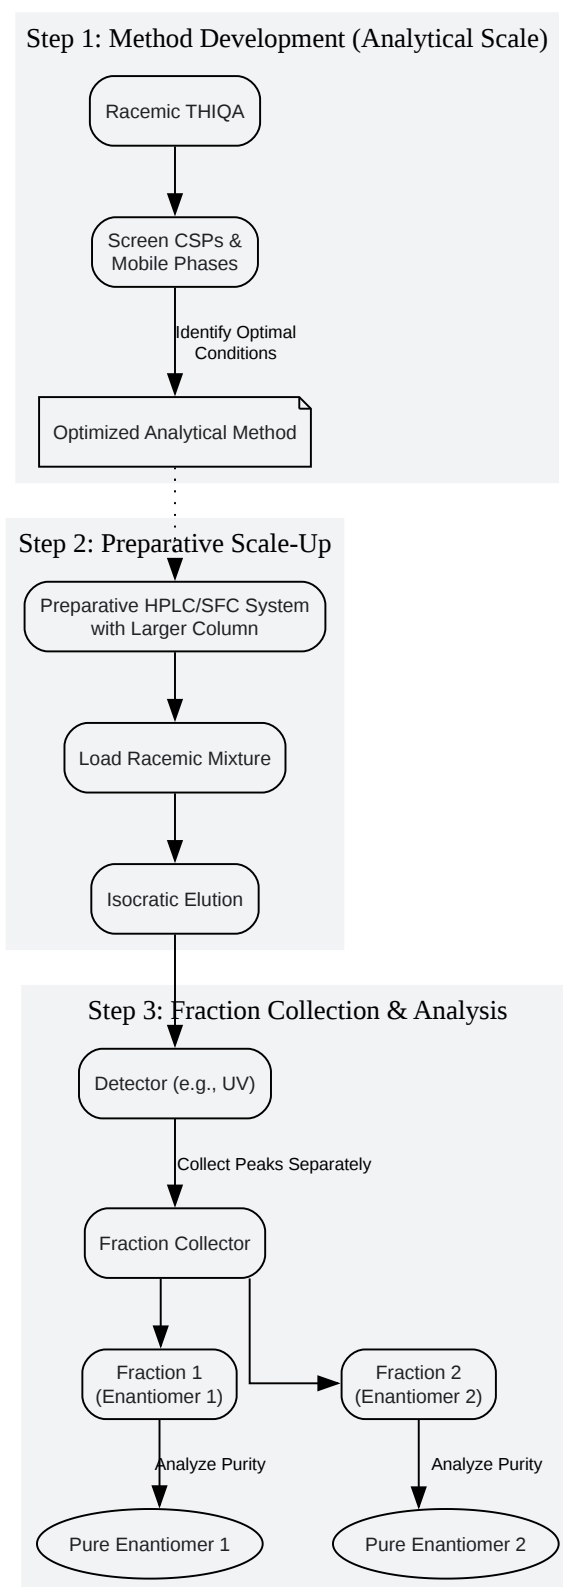 Step 1: Method Development (Analytical Scale)
Racemic THIQA
Screen CSPs &
Mobile Phases
Identify Optimal
Conditions
Optimized Analytical Method
Step 2: Preparative Scale-Up
Preparative HPLC/SFC System
with Larger Column
Load Racemic Mixture
Isocratic Elution
Step 3: Fraction Collection & Analysis
Detector (e.g., UV)
Collect Peaks Separately
Fraction Collector
Fraction 1
(Enantiomer 1)
Fraction 2
(Enantiomer 2)
Analyze Purity
Analyze Purity
Pure Enantiomer 1
Pure Enantiomer 2